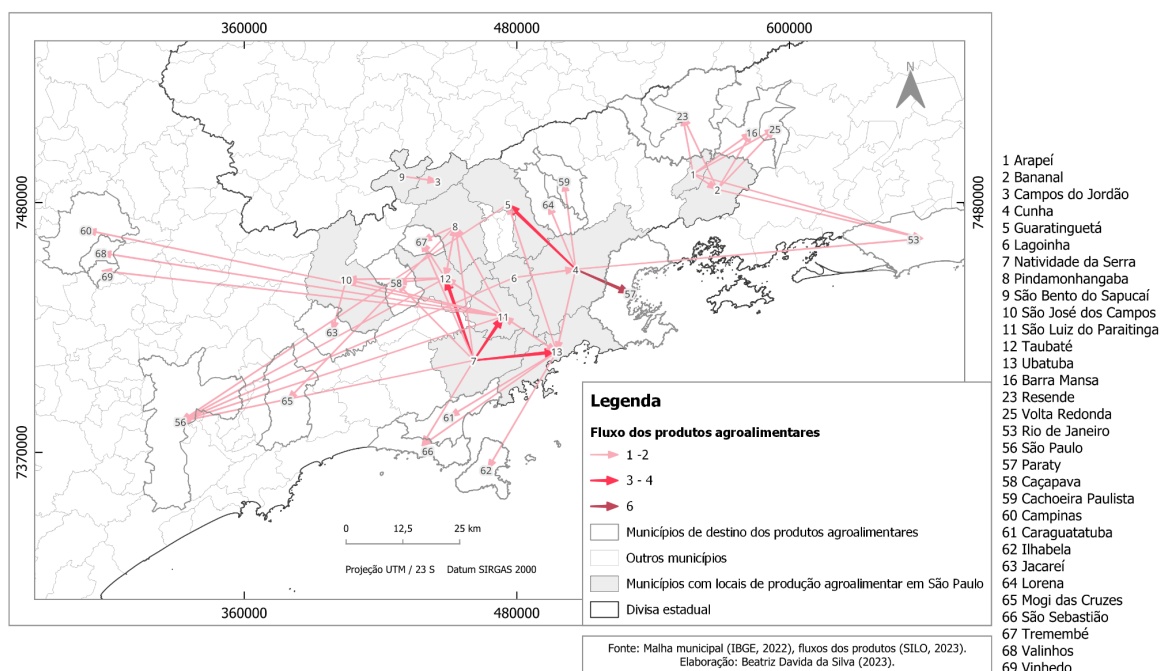 360000 480000 600000
N
7480000 7480000
7370000
23
16
25
1
2
9
3
59
5
64
60
8
67
53
68
69
10
58
12
6
4
57
11
63
13
7
65
56
61
66
62
0 12,5 25 km
Projeção UTM / 23 S Datum SIRGAS 2000
360000 480000
Legenda
Fluxo dos produtos agroalimentares
1 -2
3 - 4
6
Municípios de destino dos produtos agroalimentares
Outros municípios
Municípios com locais de produção agroalimentar em São Paulo
Divisa estadual
Fonte: Malha municipal (IBGE, 2022), fluxos dos produtos (SILO, 2023).
Elaboração: Beatriz Davida da Silva (2023).
1 Arapeí
2 Bananal
3 Campos do Jordão
4 Cunha
5 Guaratinguetá
6 Lagoinha
7 Natividade da Serra
8 Pindamonhangaba
9 São Bento do Sapucaí
10 São José dos Campos
11 São Luiz do Paraitinga
12 Taubaté
13 Ubatuba
16 Barra Mansa
23 Resende
25 Volta Redonda
53 Rio de Janeiro
56 São Paulo
57 Paraty
58 Caçapava
59 Cachoeira Paulista
60 Campinas
61 Caraguatatuba
62 Ilhabela
63 Jacareí
64 Lorena
65 Mogi das Cruzes
66 São Sebastião
67 Tremembé
68 Valinhos
69 Vinhedo